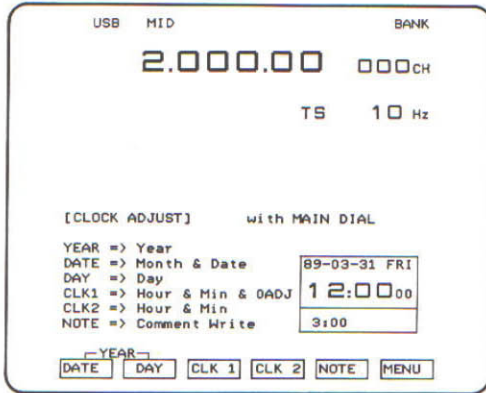 USB MID BANK
2.000.00 000CH
TS 10 Hz
[CLOCK ADJUST] with MAIN DIAL
YEAR => Year
DATE => Month & Date
DAY => Day
CLK1 => Hour & Min & 0ADJ
CLK2 => Hour & Min
NOTE => Comment Write
89-03-31 FRI
12:00 00
3:00
YEAR
DATE DAY CLK 1 CLK 2 NOTE MENU